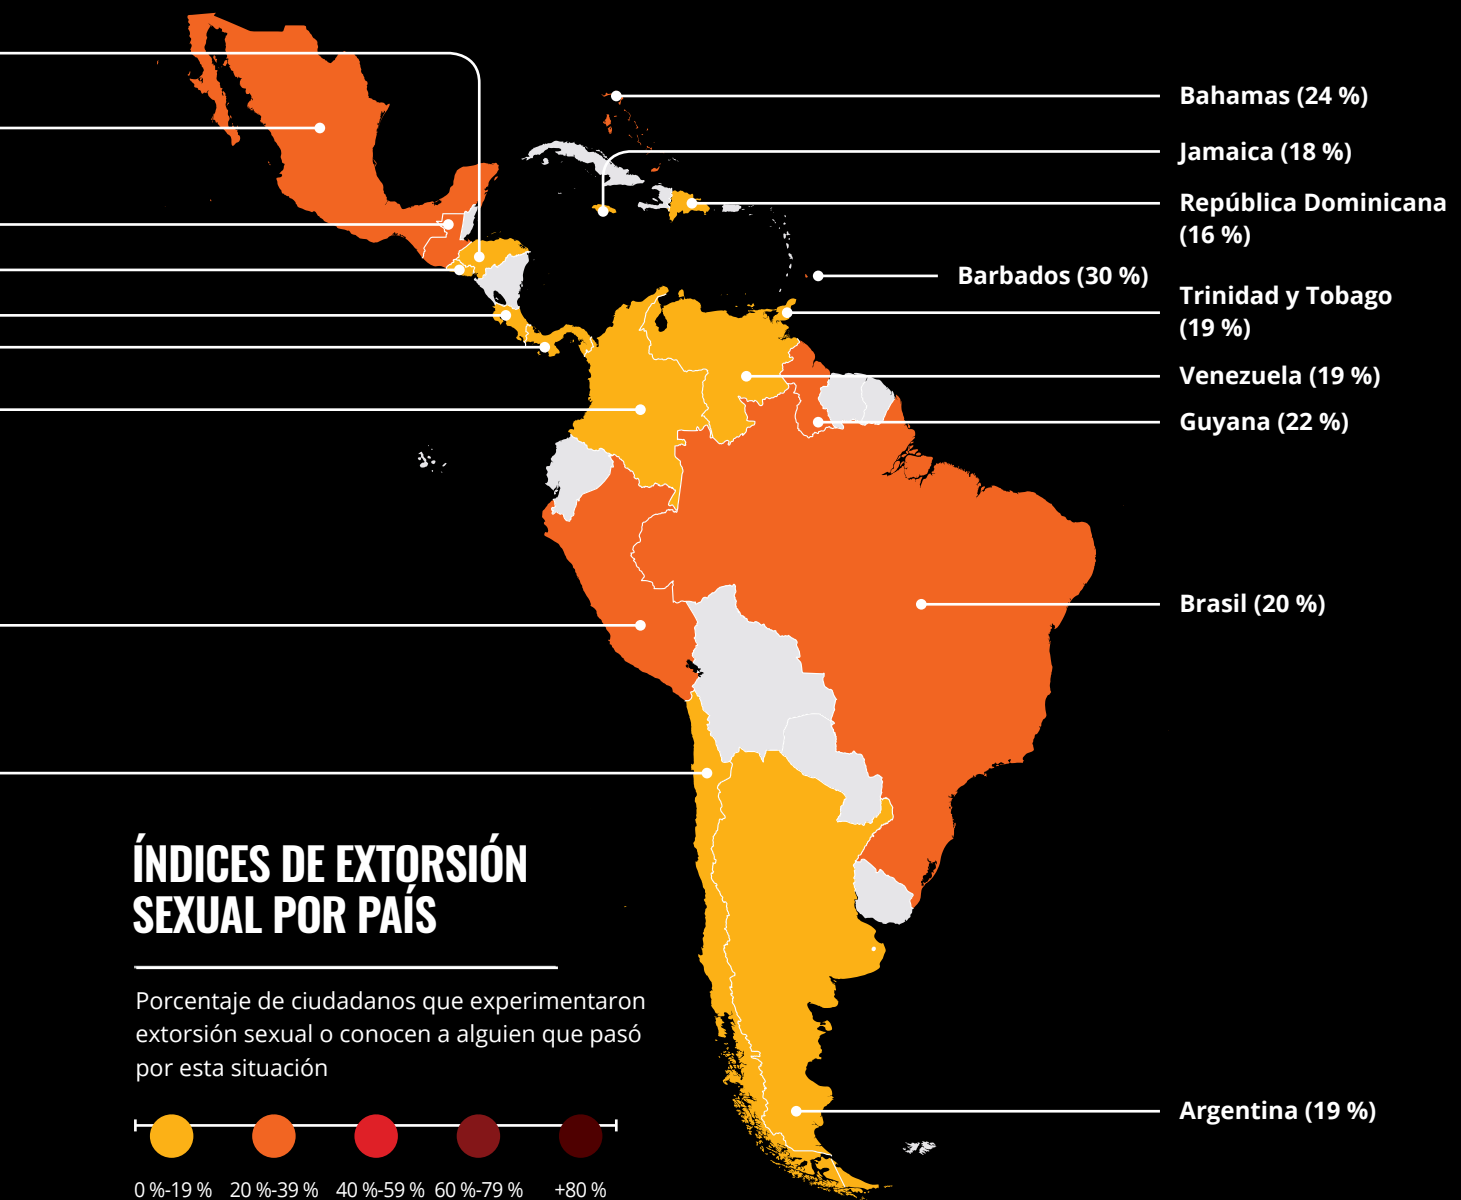 Bahamas (24 %)
Jamaica (18 %)
República Dominicana
(16 %)
Barbados (30 %)
Trinidad y Tobago
(19 %)
Venezuela (19 %)
Guyana (22 %)
Brasil (20 %)
Argentina (19 %)
ÍNDICES DE EXTORSIÓN
SEXUAL POR PAÍS
Porcentaje de ciudadanos que experimentaron
extorsión sexual o conocen a alguien que pasó
por esta situación
0 %-19 % 20 %-39 % 40 %-59 % 60 %-79 % +80 %